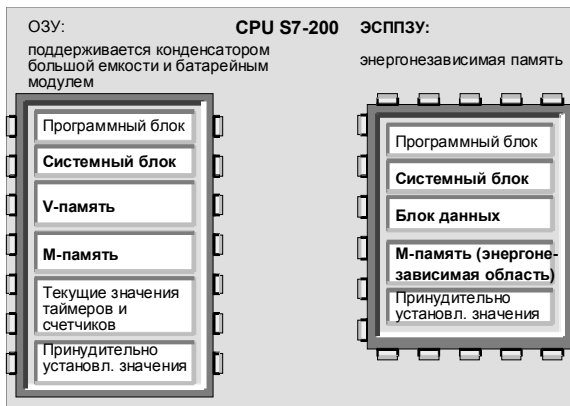 ОЗУ:
CPU S7-200
ЭСППЗУ:
поддерживается конденсатором
большой емкости и батарейным
модулем
энергонезависимая память
Программный блок
Системный блок
V-память
M-память
Текущие значения
таймеров и
счетчиков
Принудительно
установл. значения
Программный блок
Системный блок
Блок данных
M-память (энергоне-
зависимая область)
Принудительно
установл. значения